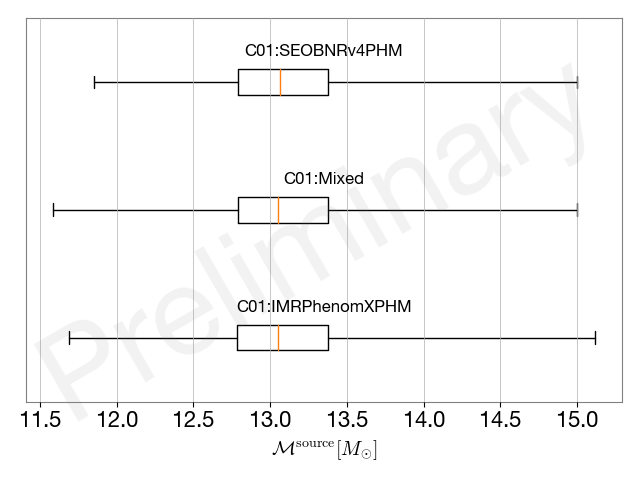 C01:SEOBNRv4PHM
C01:Mixed
C01:IMRPhenomXPHM
Preliminary
11.5 12.0 12.5 13.0 13.5 14.0 14.5 15.0
ℳ^source [M_⊙]